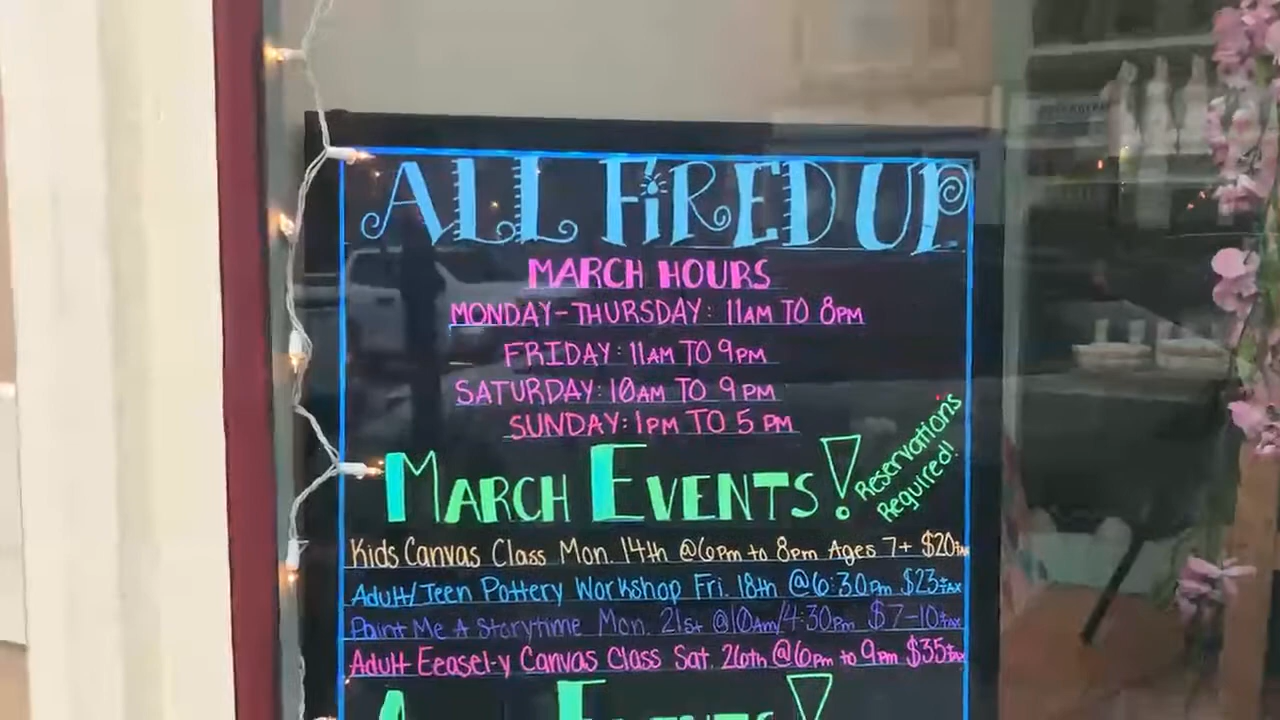 ALL FiRED UP
MARCH HOURS
MONDAY-THURSDAY: 11AM TO 8PM
FRIDAY: 11AM TO 9PM
SATURDAY: 10AM TO 9PM
SUNDAY: 1PM TO 5 PM
MARCH EVENTS!
Reservations
Required!
Kids Canvas Class Mon. 14th @6pm to 8pm Ages 7+ $20+tax
Adult/Teen Pottery Workshop Fri. 18th @6:30pm $23+tax
Paint Me A Storytime Mon. 21st @10Am/4:30Pm $7-10+tax
Adult Eeasel-y Canvas Class Sat. 26th @6pm to 9pm $35+tax
EVENTS!